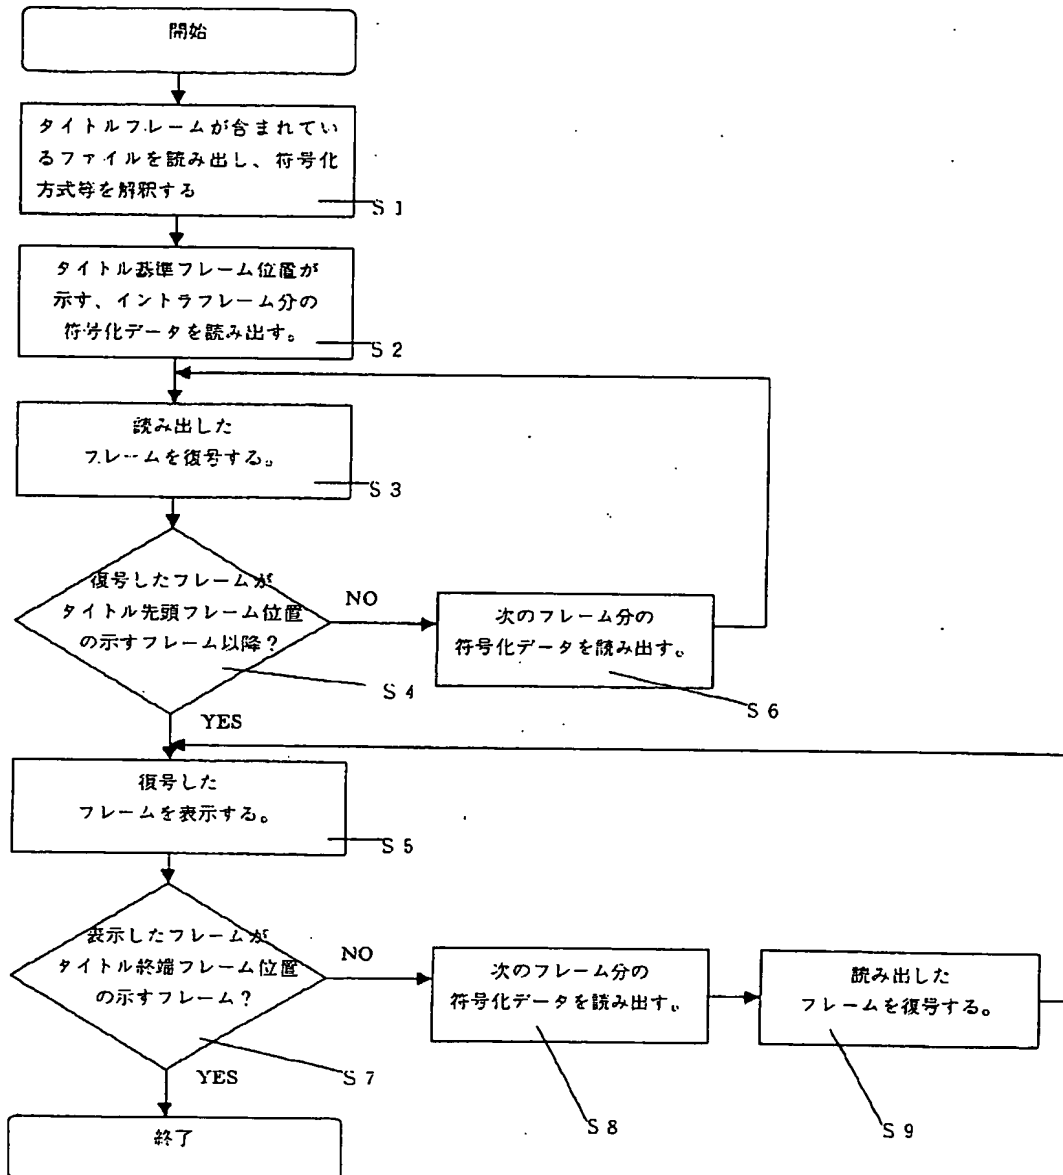 開始
タイトルフレームが含まれてい
るファイルを読み出し、符号化
方式等を解釈する
S1
タイトル基準フレーム位置が
示す、イントラフレーム分の
符号化データを読み出す。
S2
読み出した
フレームを復号する。
S3
復号したフレームが
タイトル先頭フレーム位置
の示すフレーム以降？
S4
NO
次のフレーム分の
符号化データを読み出す。
S6
YES
復号した
フレームを表示する。
S5
表示したフレームが
タイトル終端フレーム位置
の示すフレーム？
S7
NO
次のフレーム分の
符号化データを読み出す。
S8
読み出した
フレームを復号する。
S9
YES
終了